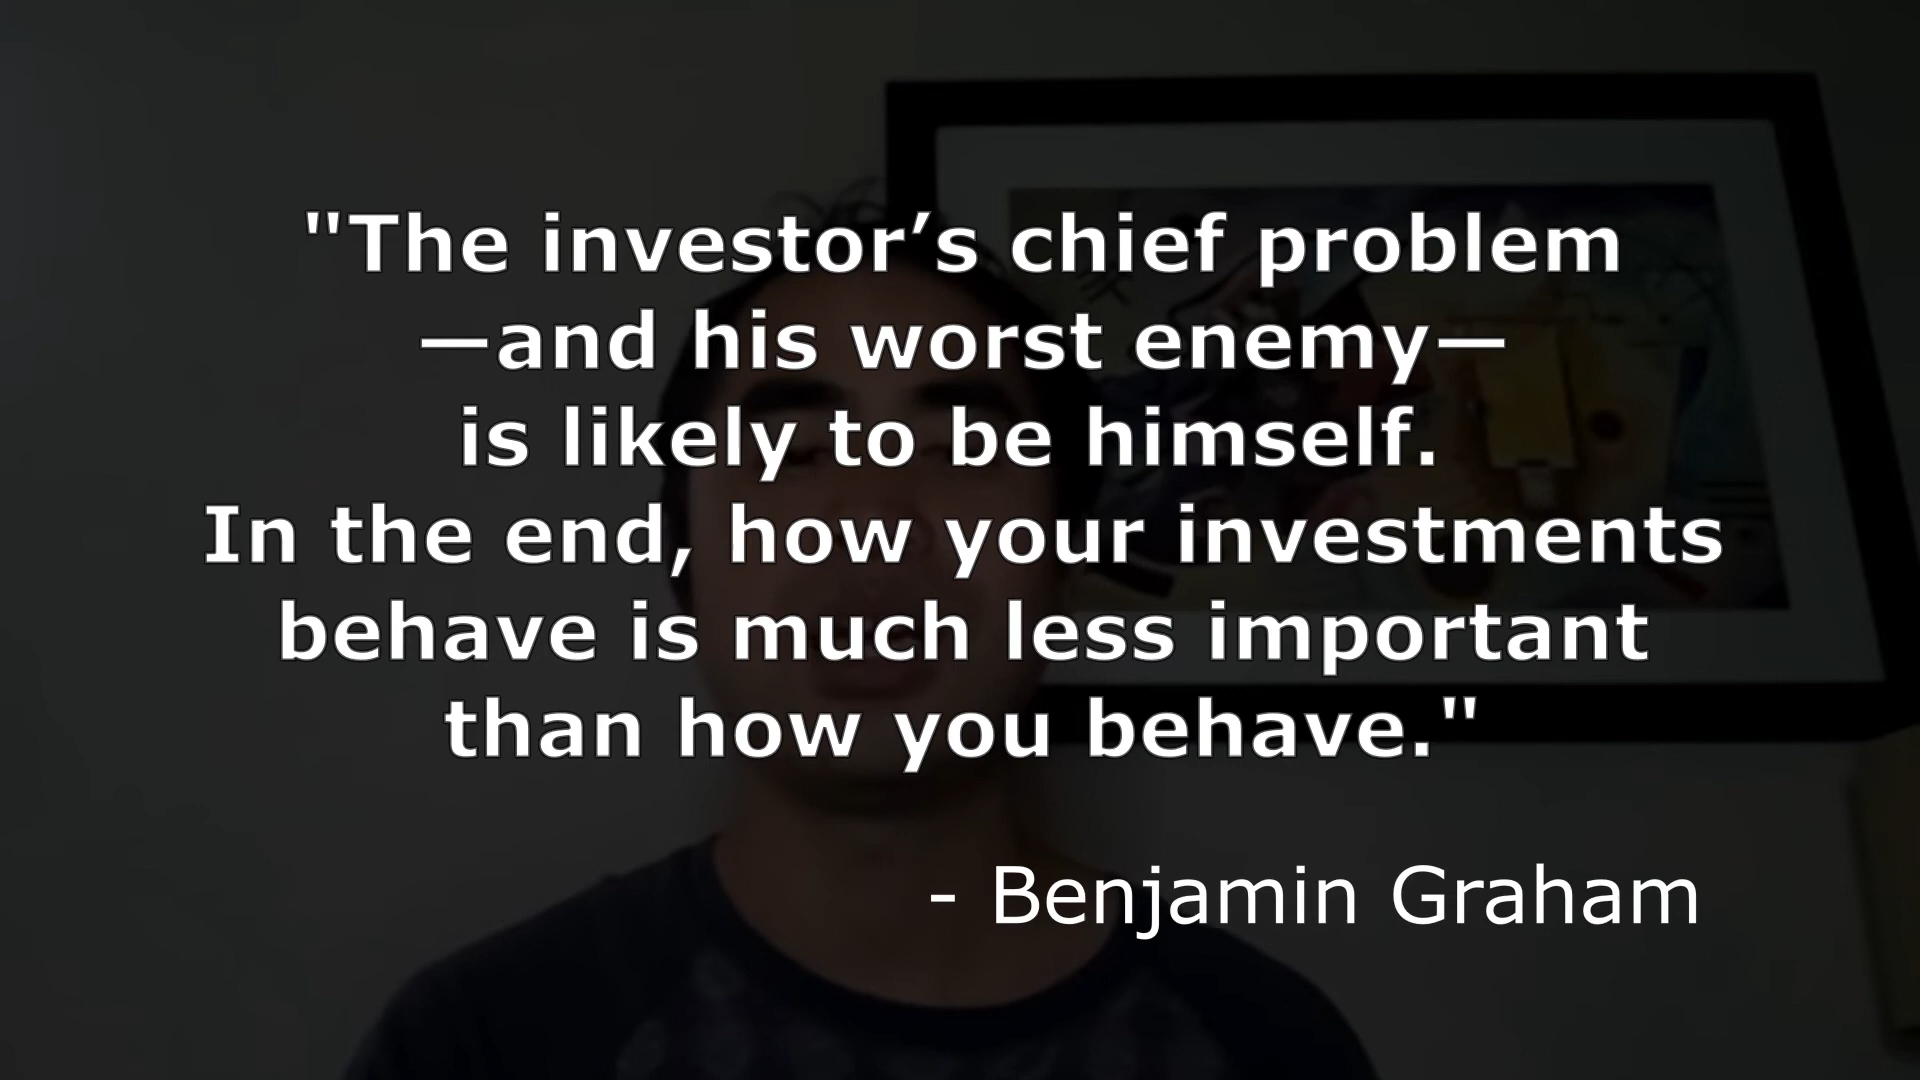 "The investor’s chief problem
—and his worst enemy—
is likely to be himself.
In the end, how your investments
behave is much less important
than how you behave."
- Benjamin Graham